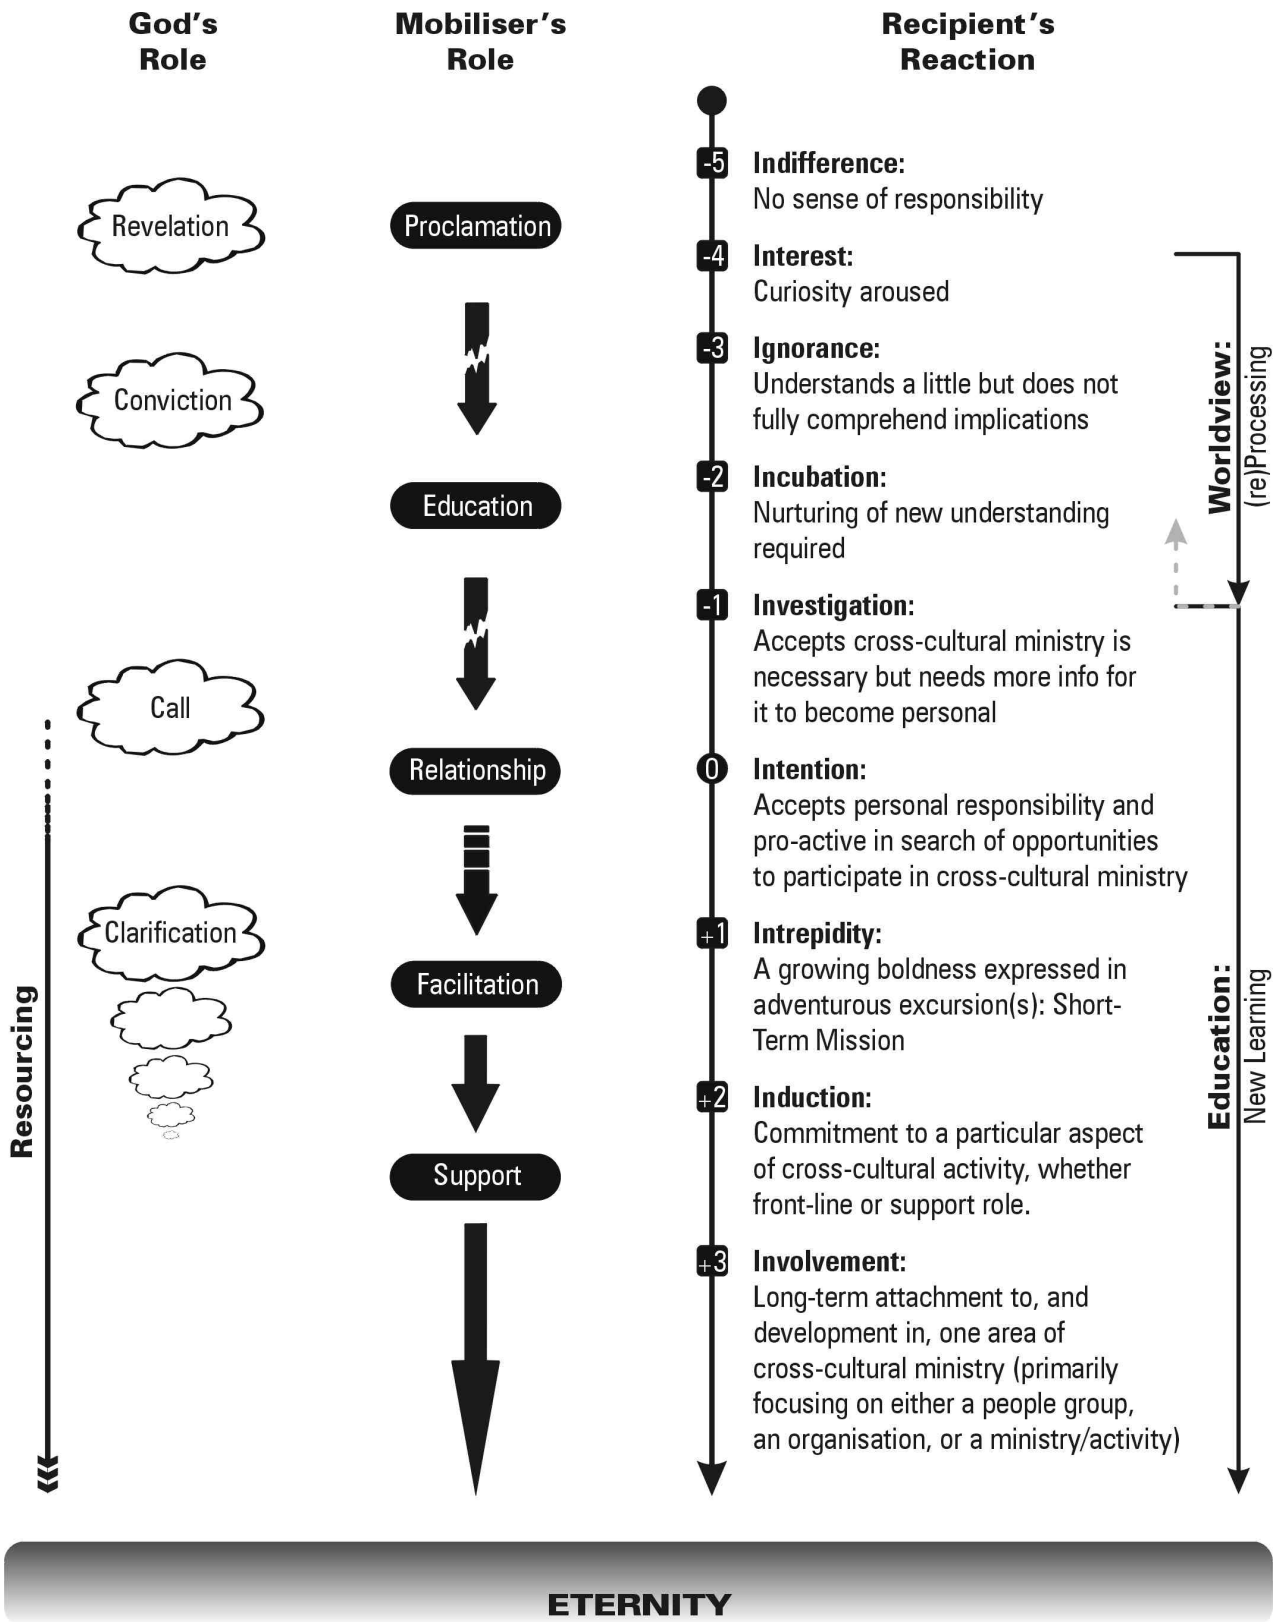 God's
Role
Mobiliser's
Role
Recipient's
Reaction
Revelation
Conviction
Call
Clarification
Resourcing
Proclamation
Education
Relationship
Facilitation
Support
-5 Indifference:
No sense of responsibility
-4 Interest:
Curiosity aroused
-3 Ignorance:
Understands a little but does not
fully comprehend implications
-2 Incubation:
Nurturing of new understanding
required
-1 Investigation:
Accepts cross-cultural ministry is
necessary but needs more info for
it to become personal
0 Intention:
Accepts personal responsibility and
pro-active in search of opportunities
to participate in cross-cultural ministry
+1 Intrepidity:
A growing boldness expressed in
adventurous excursion(s): Short-
Term Mission
+2 Induction:
Commitment to a particular aspect
of cross-cultural activity, whether
front-line or support role.
+3 Involvement:
Long-term attachment to, and
development in, one area of
cross-cultural ministry (primarily
focusing on either a people group,
an organisation, or a ministry/activity)
Worldview:
(re)Processing
Education:
New Learning
ETERNITY